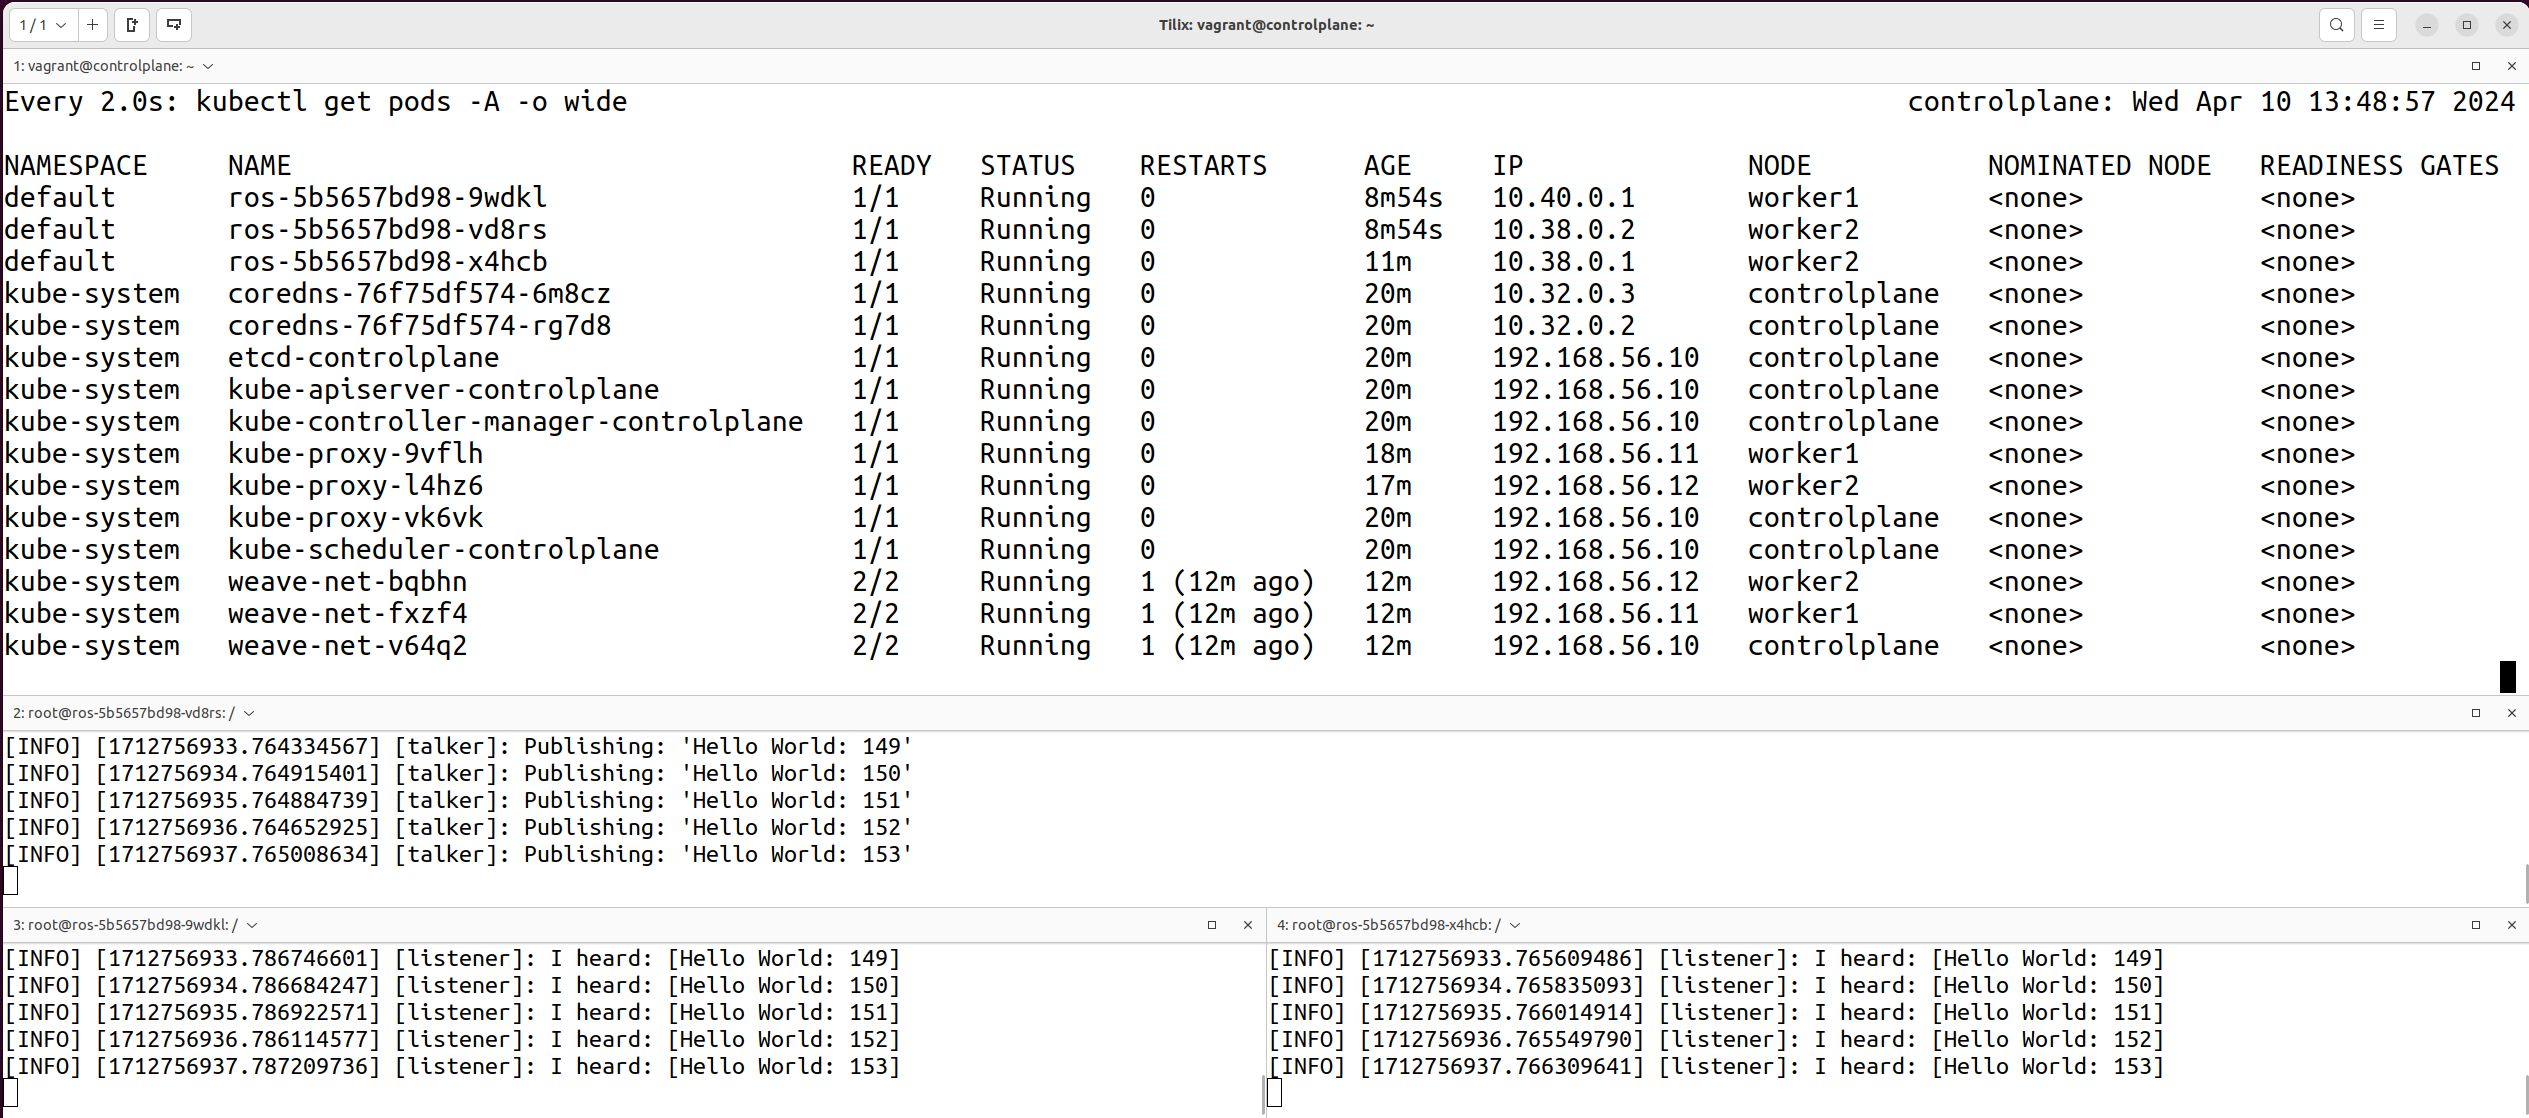 1 / 1
Tilix: vagrant@controlplane: ~
1: vagrant@controlplane: ~
Every 2.0s: kubectl get pods -A -o wide controlplane: Wed Apr 10 13:48:57 2024
NAMESPACE NAME READY STATUS RESTARTS AGE IP NODE NOMINATED NODE READINESS GATES
default ros-5b5657bd98-9wdkl 1/1 Running 0 8m54s 10.40.0.1 worker1 <none> <none>
default ros-5b5657bd98-vd8rs 1/1 Running 0 8m54s 10.38.0.2 worker2 <none> <none>
default ros-5b5657bd98-x4hcb 1/1 Running 0 11m 10.38.0.1 worker2 <none> <none>
kube-system coredns-76f75df574-6m8cz 1/1 Running 0 20m 10.32.0.3 controlplane <none> <none>
kube-system coredns-76f75df574-rg7d8 1/1 Running 0 20m 10.32.0.2 controlplane <none> <none>
kube-system etcd-controlplane 1/1 Running 0 20m 192.168.56.10 controlplane <none> <none>
kube-system kube-apiserver-controlplane 1/1 Running 0 20m 192.168.56.10 controlplane <none> <none>
kube-system kube-controller-manager-controlplane 1/1 Running 0 20m 192.168.56.10 controlplane <none> <none>
kube-system kube-proxy-9vflh 1/1 Running 0 18m 192.168.56.11 worker1 <none> <none>
kube-system kube-proxy-l4hz6 1/1 Running 0 17m 192.168.56.12 worker2 <none> <none>
kube-system kube-proxy-vk6vk 1/1 Running 0 20m 192.168.56.10 controlplane <none> <none>
kube-system kube-scheduler-controlplane 1/1 Running 0 20m 192.168.56.10 controlplane <none> <none>
kube-system weave-net-bqbhn 2/2 Running 1 (12m ago) 12m 192.168.56.12 worker2 <none> <none>
kube-system weave-net-fxzf4 2/2 Running 1 (12m ago) 12m 192.168.56.11 worker1 <none> <none>
kube-system weave-net-v64q2 2/2 Running 1 (12m ago) 12m 192.168.56.10 controlplane <none> <none>
2: root@ros-5b5657bd98-vd8rs: /
[INFO] [1712756933.764334567] [talker]: Publishing: 'Hello World: 149'
[INFO] [1712756934.764915401] [talker]: Publishing: 'Hello World: 150'
[INFO] [1712756935.764884739] [talker]: Publishing: 'Hello World: 151'
[INFO] [1712756936.764652925] [talker]: Publishing: 'Hello World: 152'
[INFO] [1712756937.765008634] [talker]: Publishing: 'Hello World: 153'
3: root@ros-5b5657bd98-9wdkl: /
[INFO] [1712756933.786746601] [listener]: I heard: [Hello World: 149]
[INFO] [1712756934.786684247] [listener]: I heard: [Hello World: 150]
[INFO] [1712756935.786922571] [listener]: I heard: [Hello World: 151]
[INFO] [1712756936.786114577] [listener]: I heard: [Hello World: 152]
[INFO] [1712756937.787209736] [listener]: I heard: [Hello World: 153]
4: root@ros-5b5657bd98-x4hcb: /
[INFO] [1712756933.765609486] [listener]: I heard: [Hello World: 149]
[INFO] [1712756934.765835093] [listener]: I heard: [Hello World: 150]
[INFO] [1712756935.766014914] [listener]: I heard: [Hello World: 151]
[INFO] [1712756936.765549790] [listener]: I heard: [Hello World: 152]
[INFO] [1712756937.766309641] [listener]: I heard: [Hello World: 153]